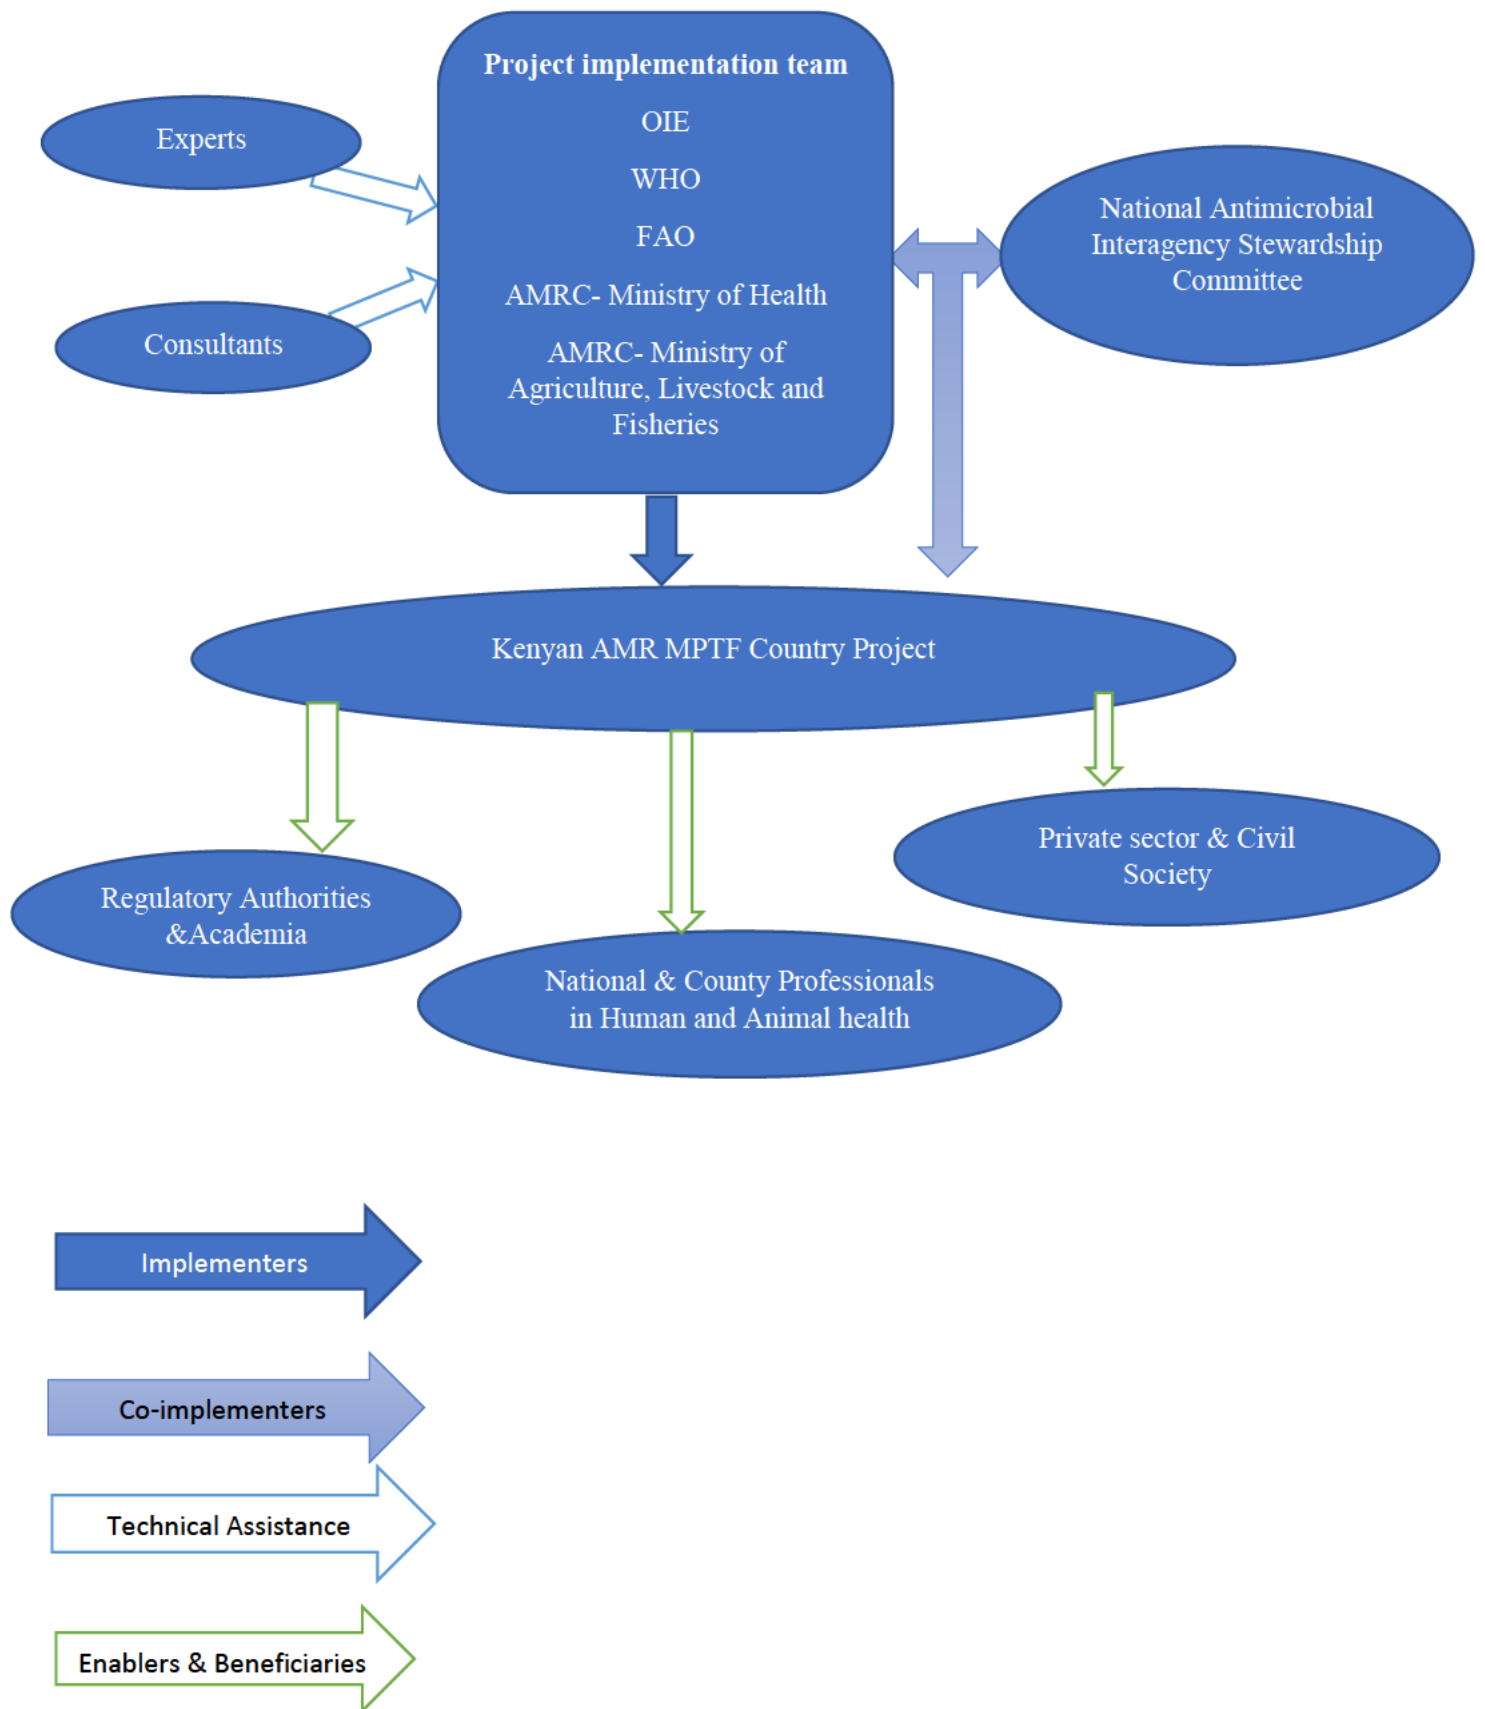 Project implementation team
OIE
WHO
FAO
AMRC- Ministry of Health
AMRC- Ministry of
Agriculture, Livestock and
Fisheries
Experts
Consultants
National Antimicrobial
Interagency Stewardship
Committee
Kenyan AMR MPTF Country Project
Regulatory Authorities
&Academia
National & County Professionals
in Human and Animal health
Private sector & Civil
Society
Implementers
Co-implementers
Technical Assistance
Enablers & Beneficiaries